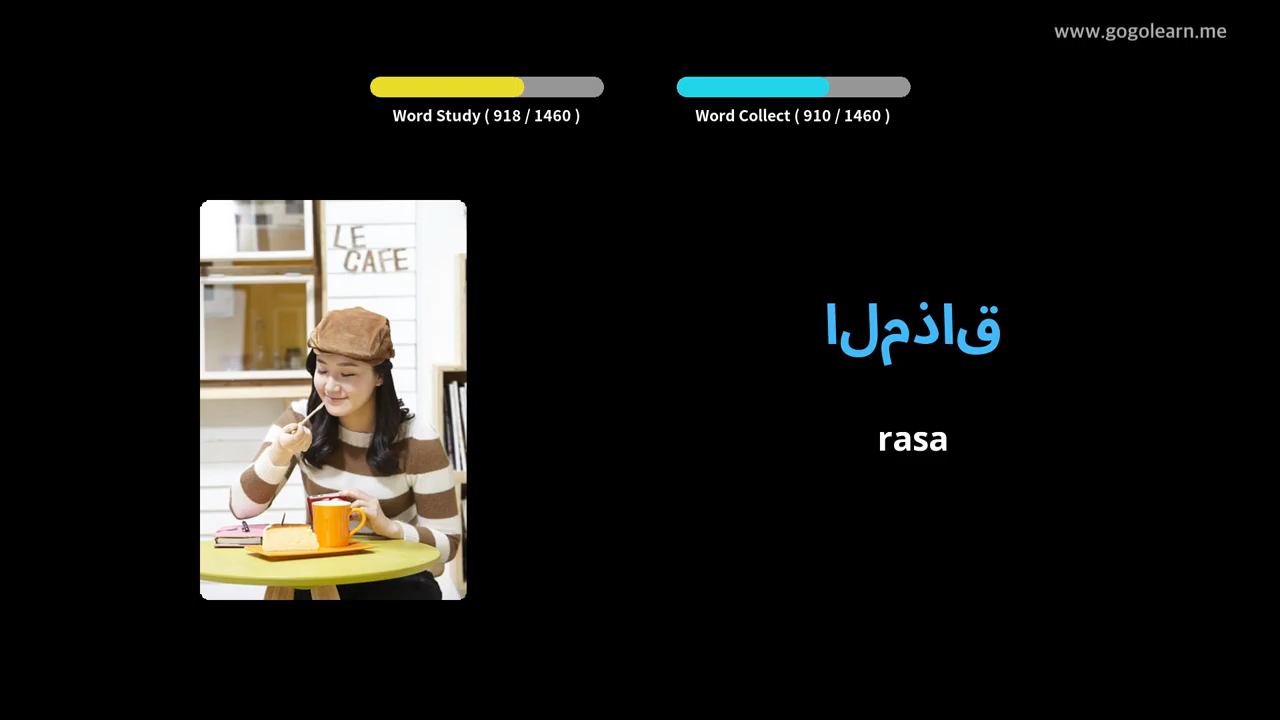 www.gogolearn.me
Word Study ( 918 / 1460 )
Word Collect ( 910 / 1460 )
LE
CAFE
المذاق
rasa